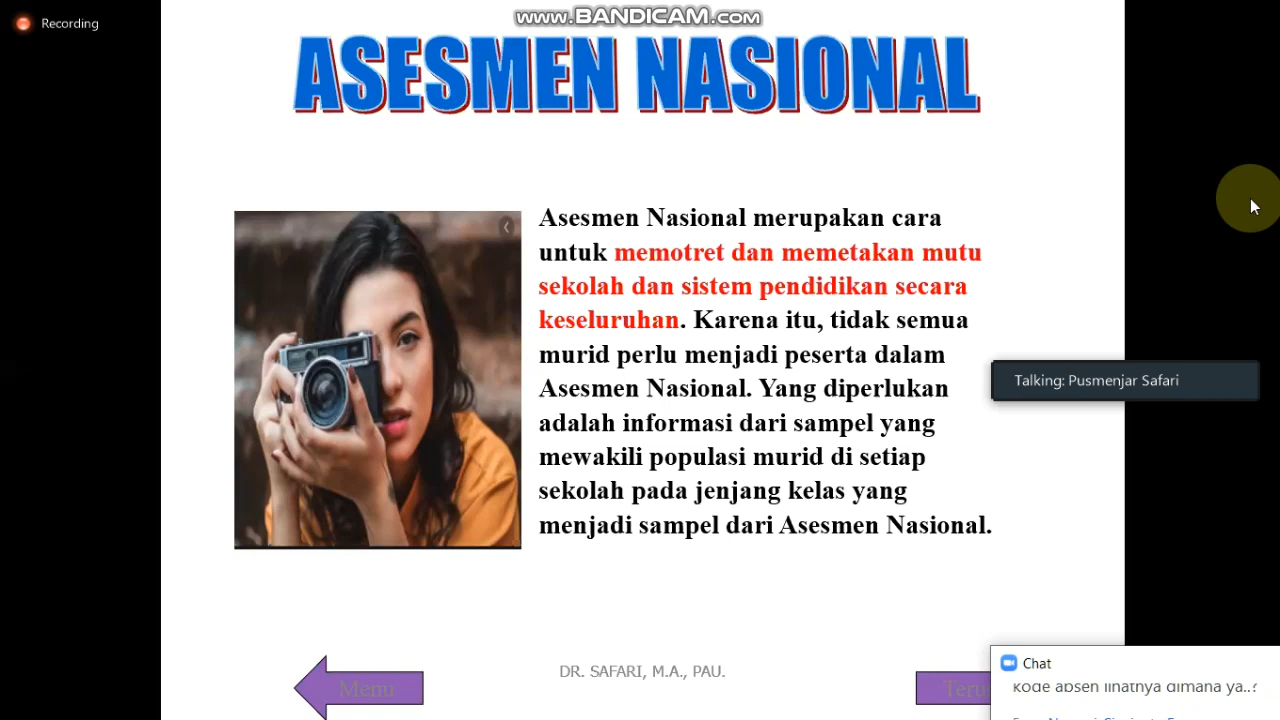 Recording
www.BANDICAM.com
ASESMEN NASIONAL
Asesmen Nasional merupakan cara
untuk memotret dan memetakan mutu
sekolah dan sistem pendidikan secara
keseluruhan. Karena itu, tidak semua
murid perlu menjadi peserta dalam
Asesmen Nasional. Yang diperlukan
adalah informasi dari sampel yang
mewakili populasi murid di setiap
sekolah pada jenjang kelas yang
menjadi sampel dari Asesmen Nasional.
Talking: Pusmenjar Safari
Menu
DR. SAFARI, M.A., PAU.
Teru
Chat
kode absen lihatnya dimana ya..?